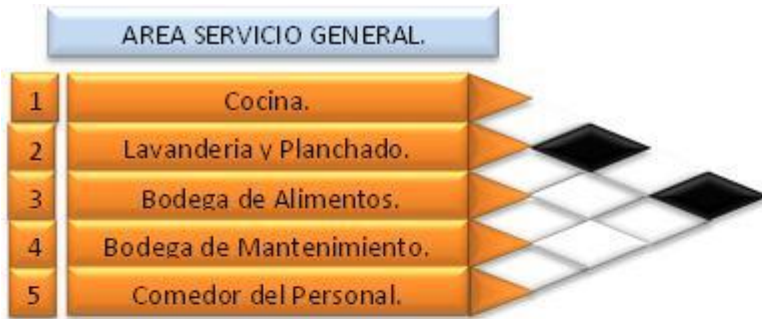 AREA SERVICIO GENERAL.
1 Cocina.
2 Lavanderia y Planchado.
3 Bodega de Alimentos.
4 Bodega de Mantenimiento.
5 Comedor del Personal.